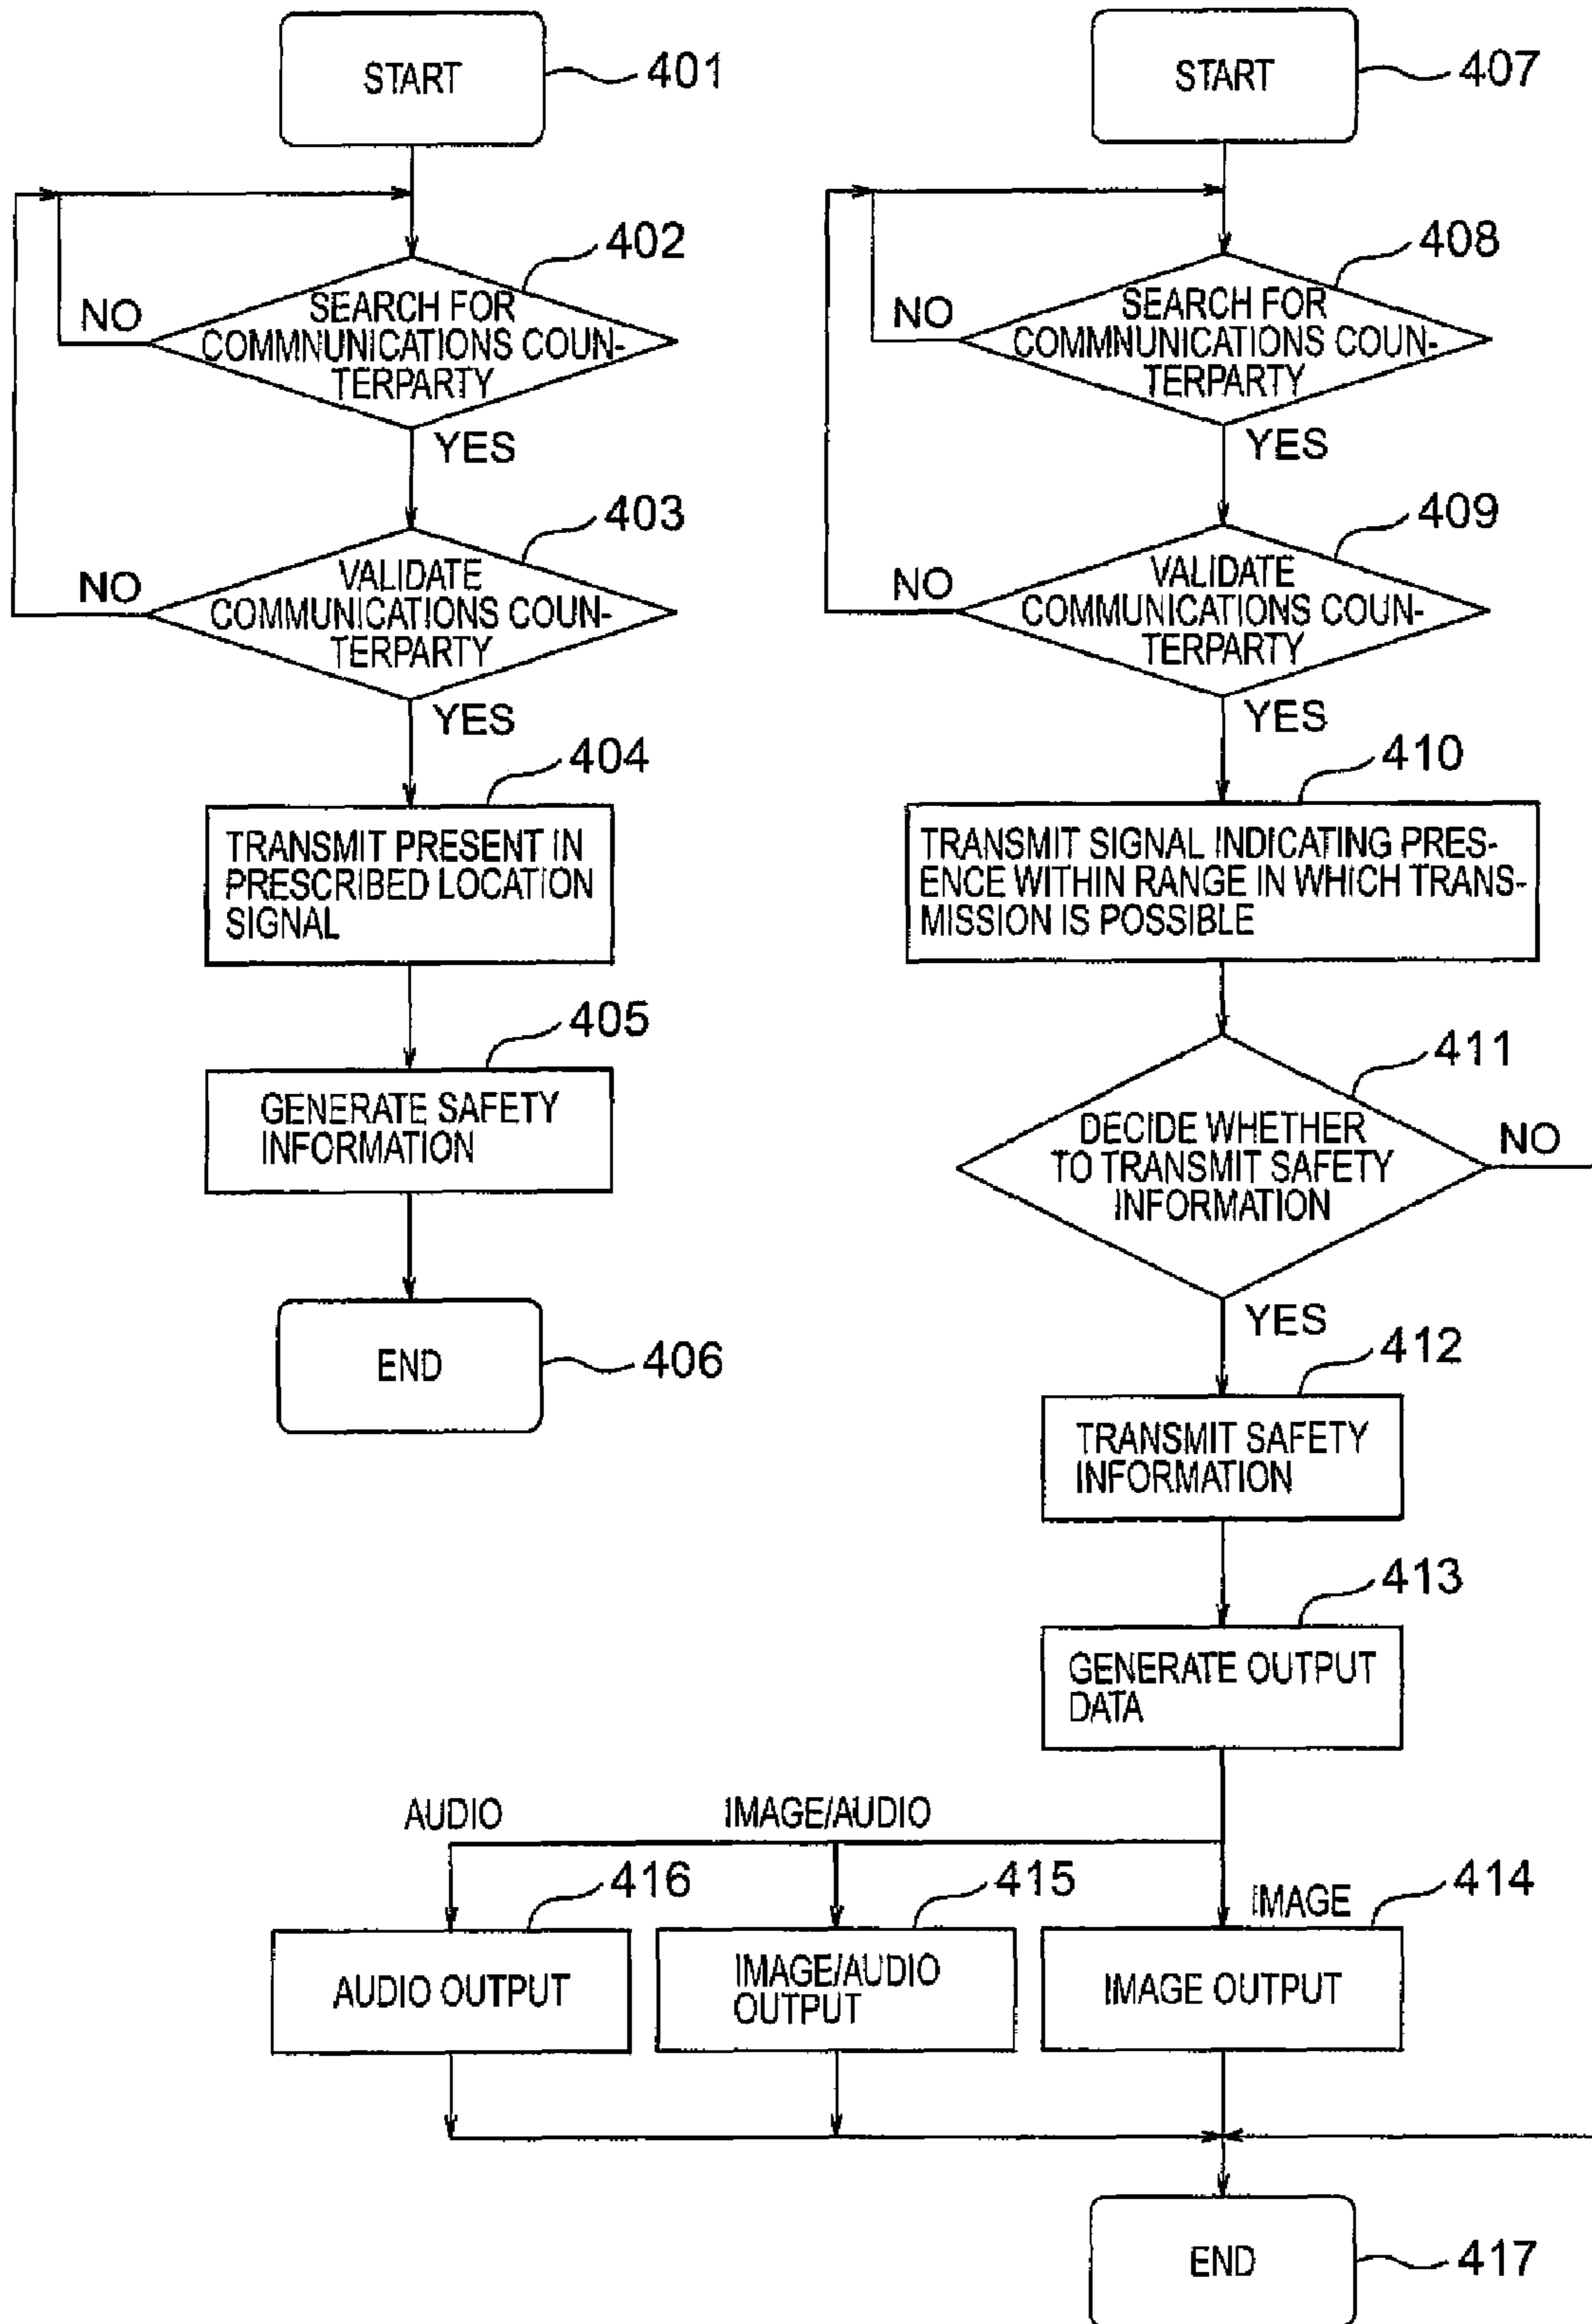 START
401
402
SEARCH FOR
COMMNUNICATIONS COUN-
TERPARTY
NO
YES
403
VALIDATE
COMMUNICATIONS COUN-
TERPARTY
NO
YES
404
TRANSMIT PRESENT IN
PRESCRIBED LOCATION
SIGNAL
405
GENERATE SAFETY
INFORMATION
END
406
START
407
408
SEARCH FOR
COMMNUNICATIONS COUN-
TERPARTY
NO
YES
409
VALIDATE
COMMUNICATIONS COUN-
TERPARTY
NO
YES
410
TRANSMIT SIGNAL INDICATING PRES-
ENCE WITHIN RANGE IN WHICH TRANS-
MISSION IS POSSIBLE
411
DECIDE WHETHER
TO TRANSMIT SAFETY
INFORMATION
NO
YES
412
TRANSMIT SAFETY
INFORMATION
413
GENERATE OUTPUT
DATA
AUDIO
IMAGE/AUDIO
IMAGE
416
415
414
AUDIO OUTPUT
IMAGE/AUDIO
OUTPUT
IMAGE OUTPUT
END
417